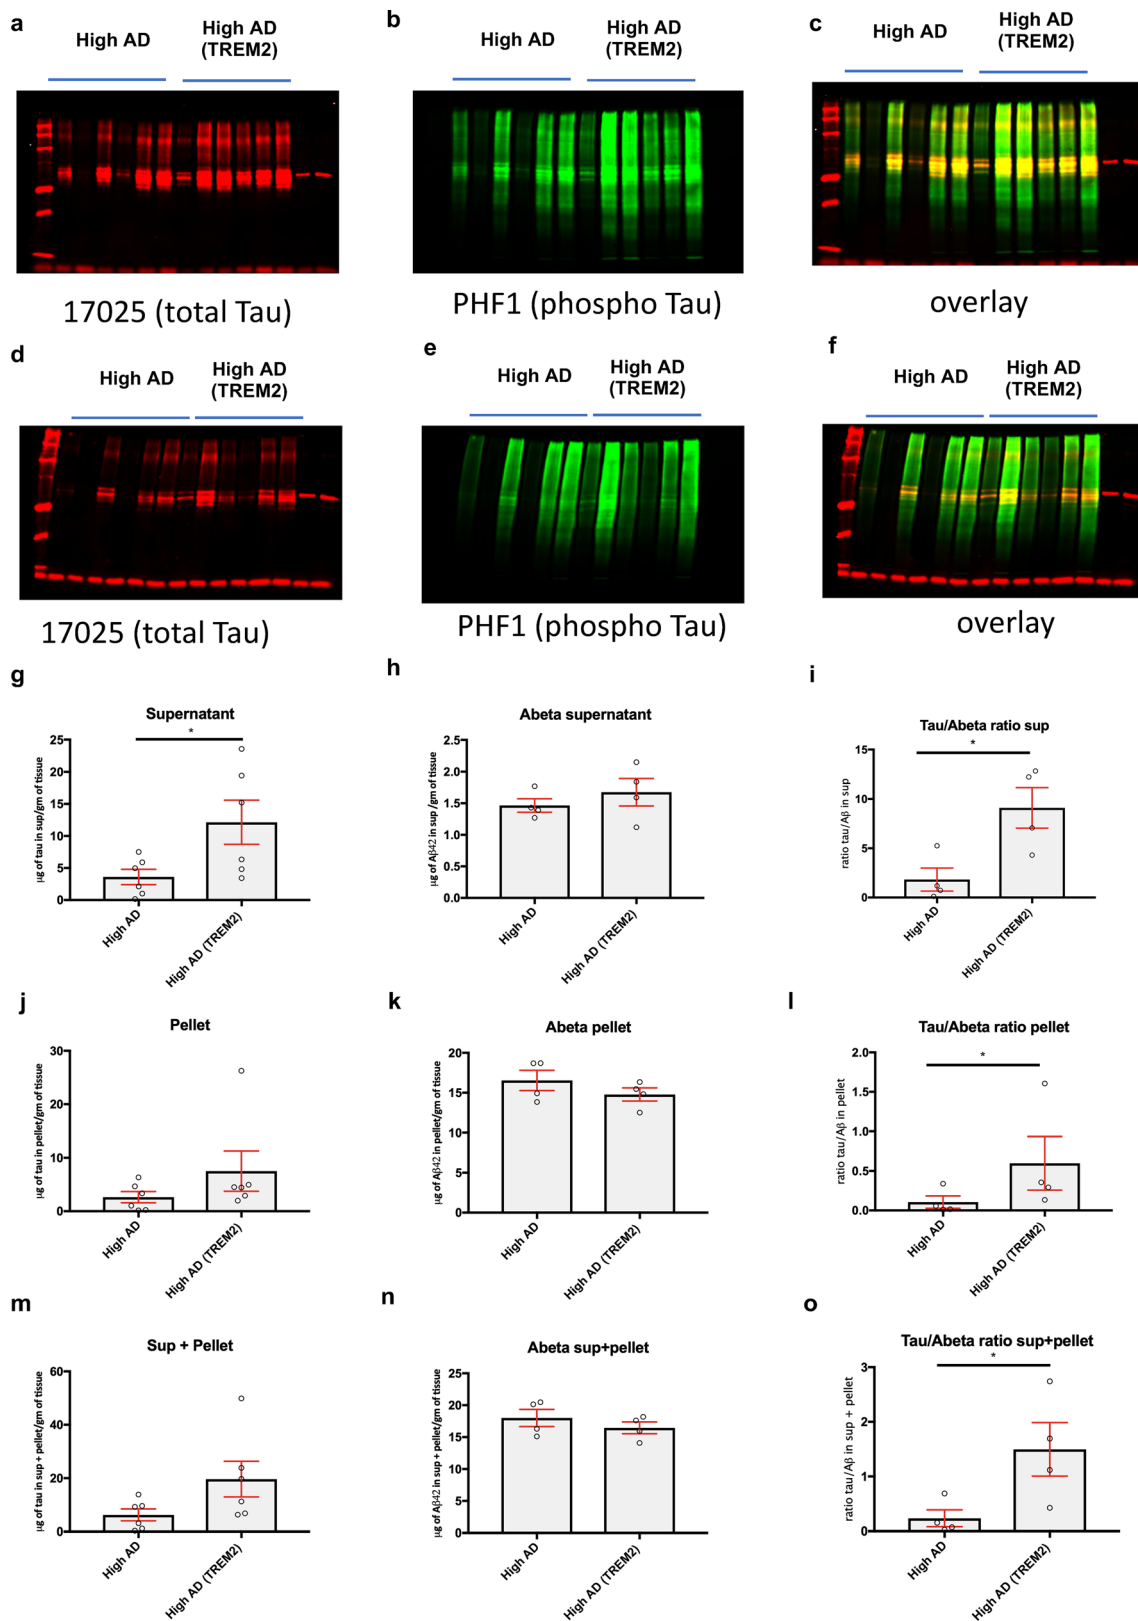 a
High AD
High AD
(TREM2)
17025 (total Tau)
b
High AD
High AD
(TREM2)
PHF1 (phospho Tau)
c
High AD
High AD
(TREM2)
overlay
d
High AD
High AD
(TREM2)
17025 (total Tau)
e
High AD
High AD
(TREM2)
PHF1 (phospho Tau)
f
High AD
High AD
(TREM2)
overlay
g
Supernatant
*
µg of tau in sup/gm of tissue
25
20
15
10
5
0
High AD
High AD (TREM2)
h
Abeta supernatant
µg of Aβ42 in sup /gm of tissue
2.5
2.0
1.5
1.0
0.5
0.0
High AD
High AD (TREM2)
i
Tau/Abeta ratio sup
*
ratio tau/Aβ in sup
15
10
5
0
High AD
High AD (TREM2)
j
Pellet
µg of tau in pellet/gm of tissue
30
20
10
0
High AD
High AD (TREM2)
k
Abeta pellet
µg of Aβ42 in pellet/gm of tissue
20
15
10
5
0
High AD
High AD (TREM2)
l
Tau/Abeta ratio pellet
*
ratio tau/Aβ in pellet
2.0
1.5
1.0
0.5
0.0
High AD
High AD (TREM2)
m
Sup + Pellet
µg of tau in sup + pellet/gm of tissue
60
40
20
0
High AD
High AD (TREM2)
n
Abeta sup+pellet
µg of Aβ42 in sup + pellet/gm of tissue
25
20
15
10
5
0
High AD
High AD (TREM2)
o
Tau/Abeta ratio sup+pellet
*
ratio tau/Aβ in sup + pellet
3
2
1
0
High AD
High AD (TREM2)